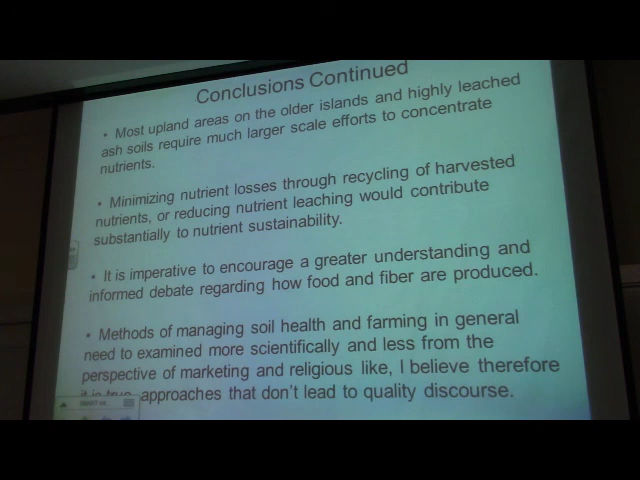 Conclusions Continued
• Most upland areas on the older islands and highly leached
ash soils require much larger scale efforts to concentrate
nutrients.
• Minimizing nutrient losses through recycling of harvested
nutrients, or reducing nutrient leaching would contribute
substantially to nutrient sustainability.
• It is imperative to encourage a greater understanding and
informed debate regarding how food and fiber are produced.
• Methods of managing soil health and farming in general
need to examined more scientifically and less from the
perspective of marketing and religious like, I believe therefore
it is true approaches that don't lead to quality discourse.